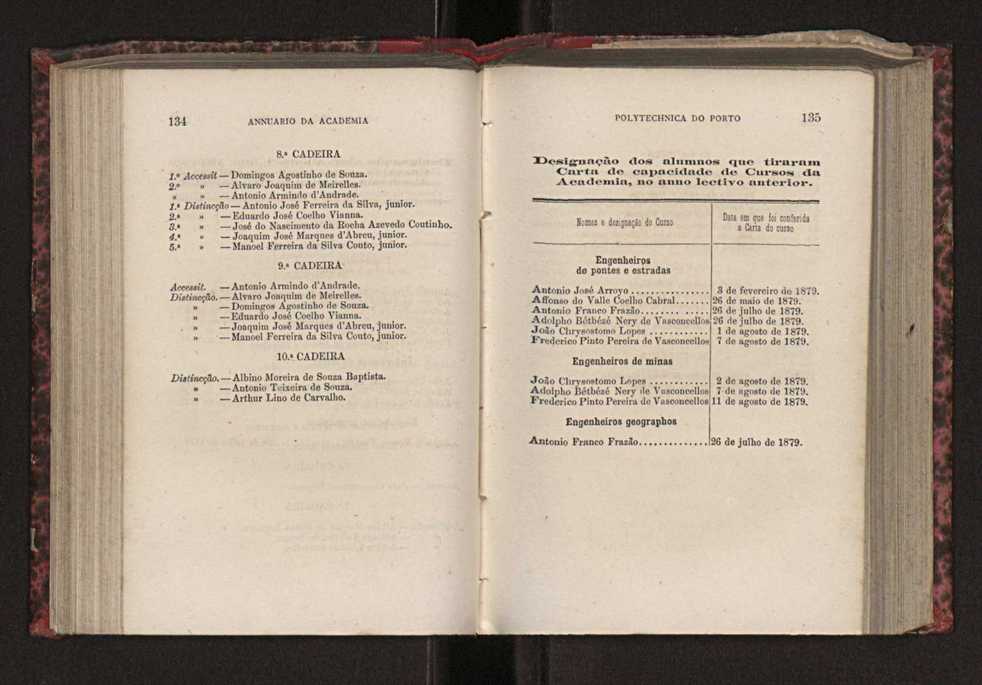 134 ANNUARIO DA ACADEMIA
8.ª CADEIRA
1.º Accessit — Domingos Agostinho de Souza.
2.º » — Alvaro Joaquim de Meirelles.
» » — Antonio Armindo d'Andrade.
1.ª Distincção — Antonio José Ferreira da Silva, junior.
2.ª » — Eduardo José Coelho Vianna.
3.ª » — José do Nascimento da Rocha Azevedo Coutinho.
4.ª » — Joaquim José Marques d'Abreu, junior.
5.ª » — Manoel Ferreira da Silva Couto, junior.
9.ª CADEIRA
Accessit. — Antonio Armindo d'Andrade.
Distincção. — Alvaro Joaquim de Meirelles.
» — Domingos Agostinho de Souza.
» — Eduardo José Coelho Vianna.
» — Joaquim José Marques d'Abreu, junior.
» — Manoel Ferreira da Silva Couto, junior.
10.ª CADEIRA
Distincção. — Albino Moreira de Souza Baptista.
» — Antonio Teixeira de Souza.
» — Arthur Lino de Carvalho.
POLYTECHNICA DO PORTO 135
Designação dos alumnos que tiraram
Carta de capacidade de Cursos da
Academia, no anno lectivo anterior.
Nomes e designação do Curso
Data em que foi conferida
a Carta do curso
Engenheiros
de pontes e estradas
Antonio José Arroyo ................ 3 de fevereiro de 1879.
Affonso do Valle Coelho Cabral....... 26 de maio de 1879.
Antonio Franco Frazão........ ..... 26 de julho de 1879.
Adolpho Bétbézé Nery de Vasconcellos 26 de julho de 1879.
João Chrysostomo Lopes ............ 1 de agosto de 1879.
Frederico Pinto Pereira de Vasconcellos 7 de agosto de 1879.
Engenheiros de minas
João Chrysostomo Lopes ............ 2 de agosto de 1879.
Adolpho Bétbézé Nery de Vasconcellos 7 de agosto de 1879.
Frederico Pinto Pereira de Vasconcellos 11 de agosto de 1879.
Engenheiros geographos
Antonio Franco Frazão.............. 26 de julho de 1879.